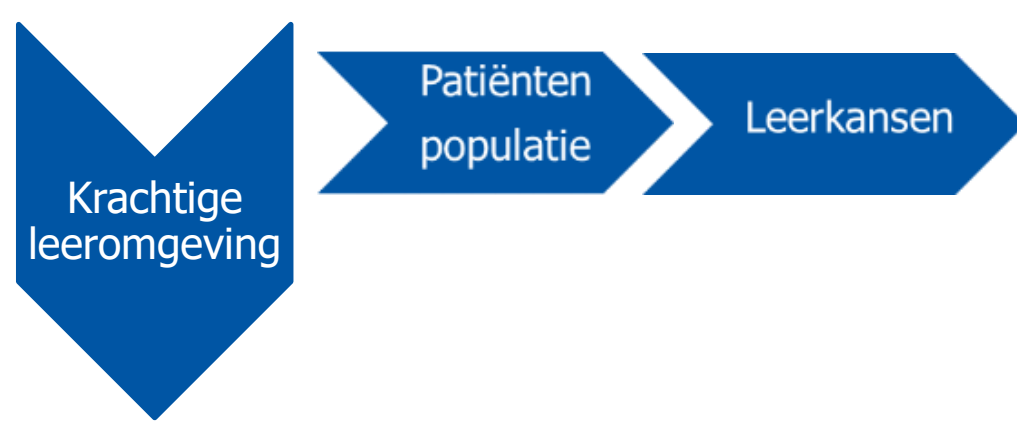 Krachtige
leeromgeving
Patiënten
populatie
Leerkansen